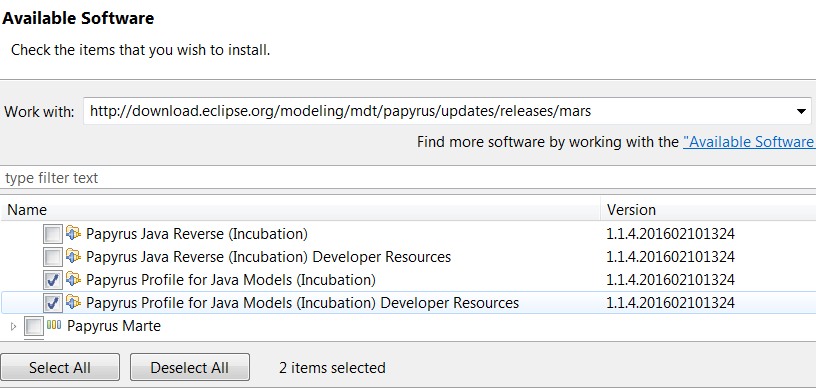 Available Software
Check the items that you wish to install.
Work with: http://download.eclipse.org/modeling/mdt/papyrus/updates/releases/mars
Find more software by working with the "Available Software
type filter text
Name Version
Papyrus Java Reverse (Incubation) 1.1.4.201602101324
Papyrus Java Reverse (Incubation) Developer Resources 1.1.4.201602101324
Papyrus Profile for Java Models (Incubation) 1.1.4.201602101324
Papyrus Profile for Java Models (Incubation) Developer Resources 1.1.4.201602101324
Papyrus Marte
Select All Deselect All 2 items selected